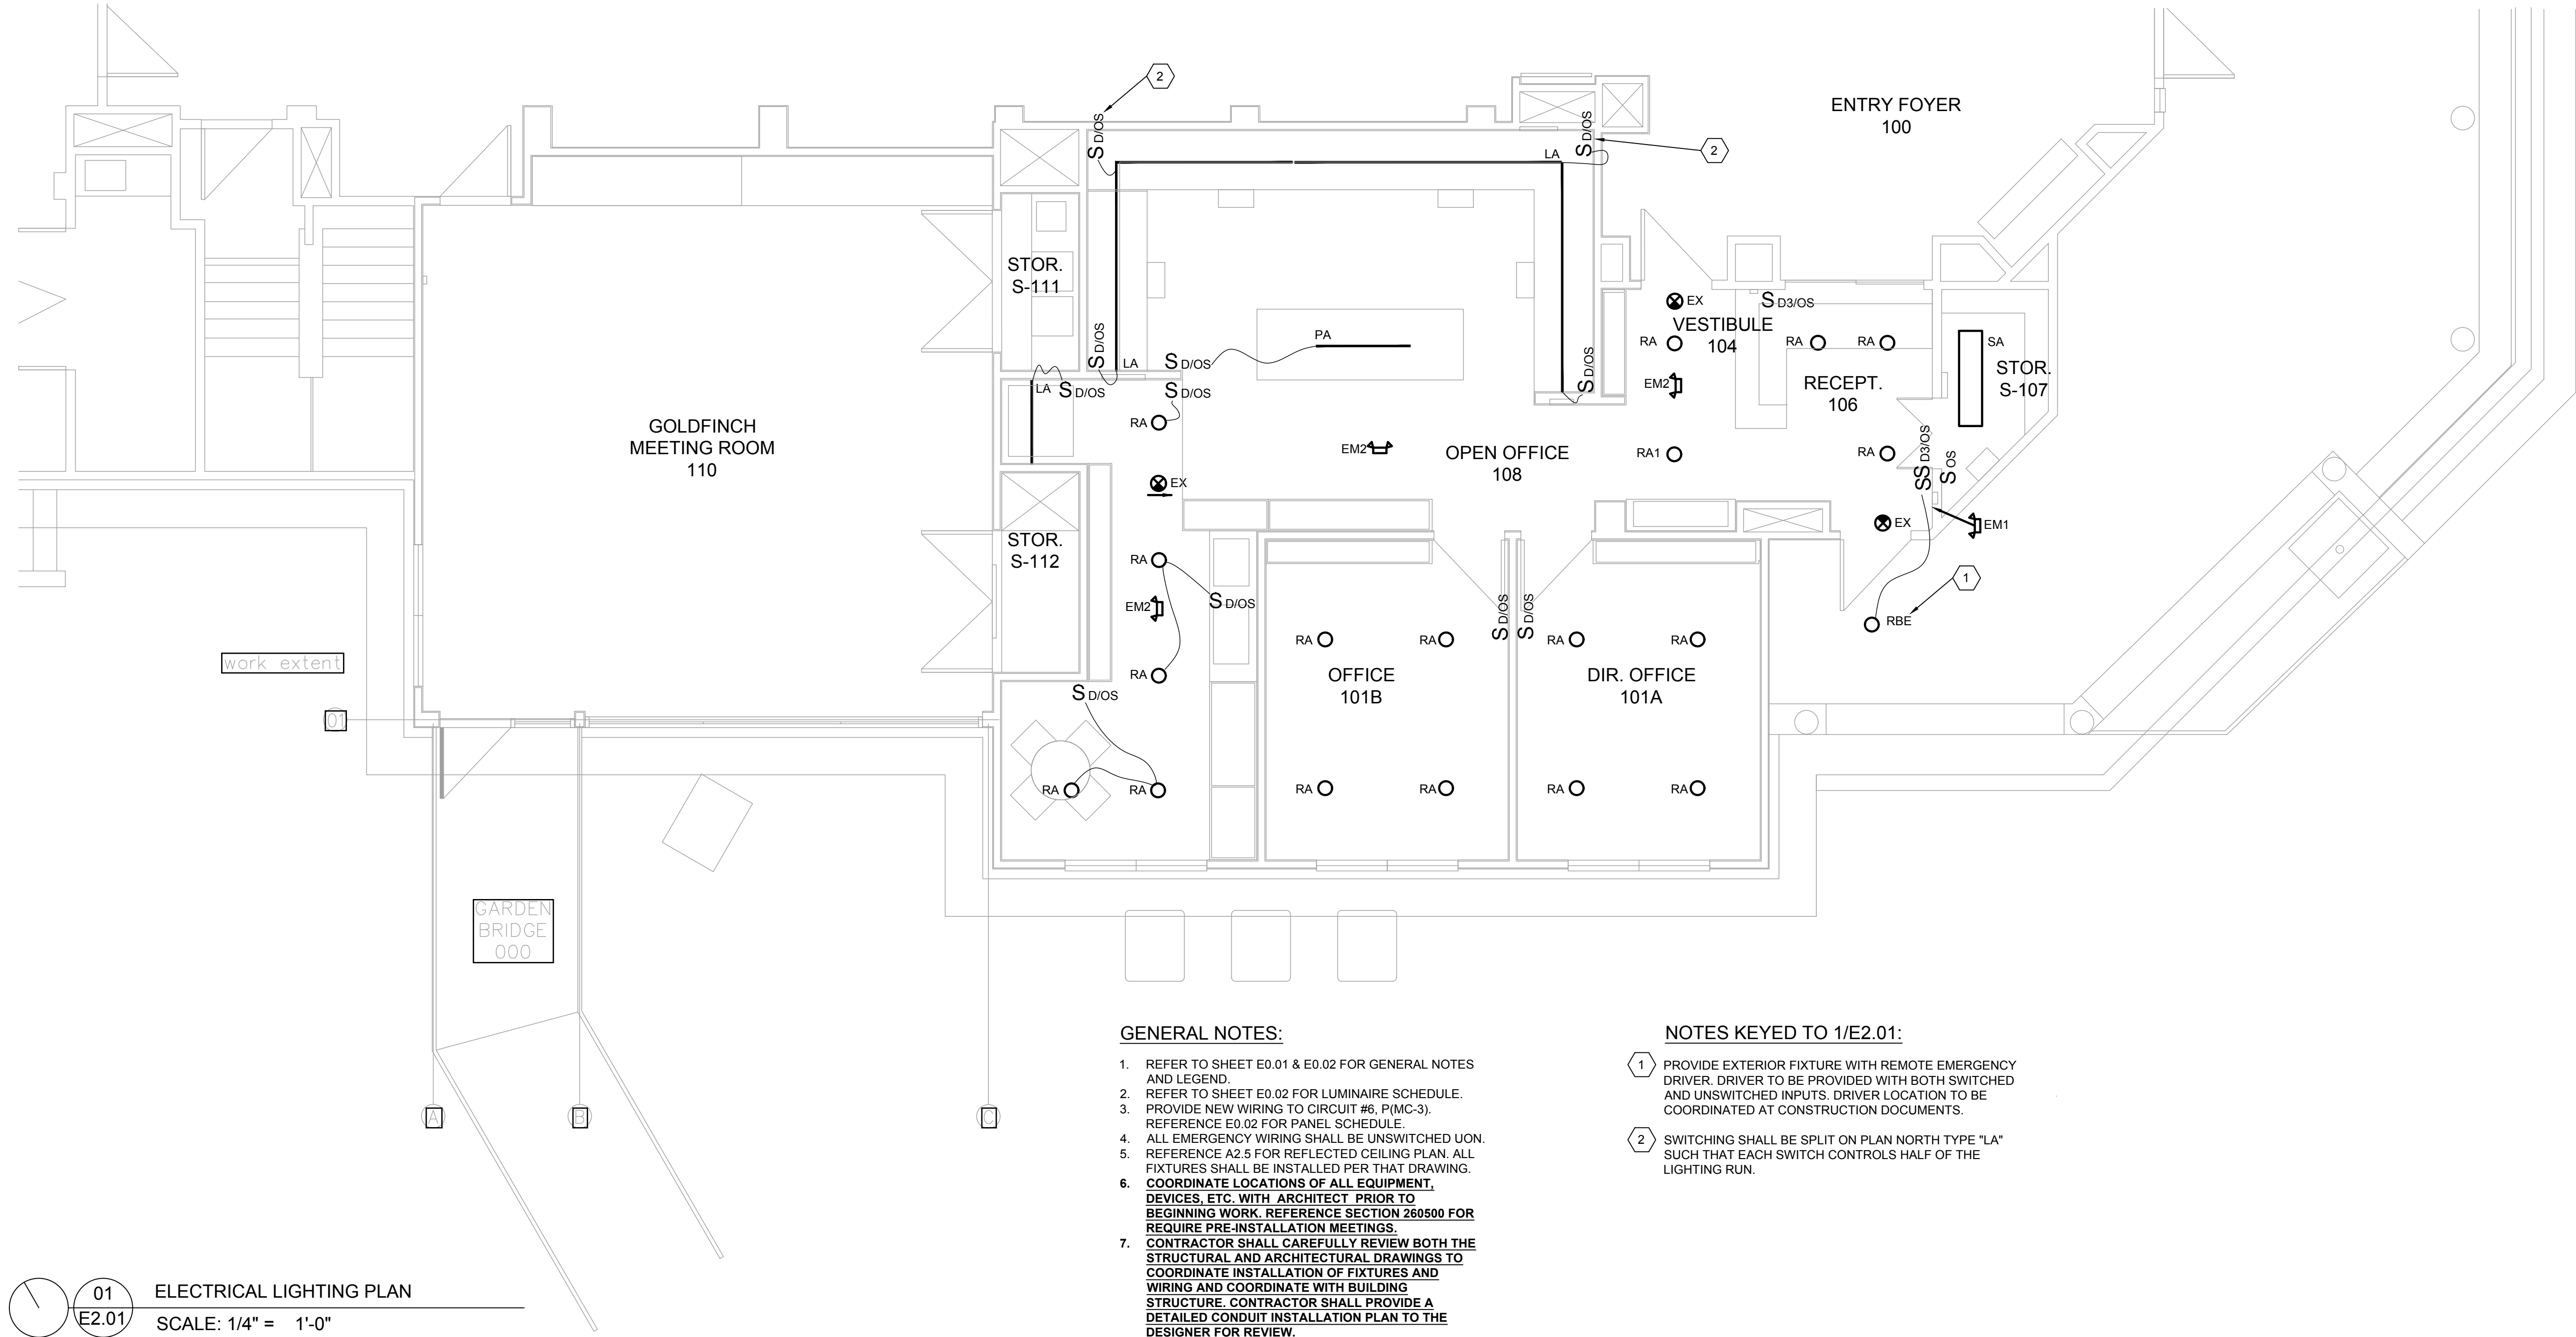 2
S D/OS
S D/OS
2
LA
ENTRY FOYER
100
STOR.
S-111
EX
S D3/OS
VESTIBULE
104
RA
RA
RA
SA
PA
S D/OS
LA
S D/OS
S D/OS
LA
S D/OS
S D/OS
EM2
RECEPT.
106
STOR.
S-107
RA
GOLDFINCH
MEETING ROOM
110
EM2
OPEN OFFICE
108
RA1
RA
SS D3/OS
S OS
EX
EX
EM1
STOR.
S-112
RA
1
EM2
S D/OS
S D/OS
S D/OS
RBE
RA
RA
RA
RA
work extent
RA
OFFICE
101B
DIR. OFFICE
101A
S D/OS
01
RA
RA
RA
RA
RA
RA
GARDEN
BRIDGE
000
A
B
C
GENERAL NOTES:
1. REFER TO SHEET E0.01 & E0.02 FOR GENERAL NOTES
AND LEGEND.
2. REFER TO SHEET E0.02 FOR LUMINAIRE SCHEDULE.
3. PROVIDE NEW WIRING TO CIRCUIT #6, P(MC-3).
REFERENCE E0.02 FOR PANEL SCHEDULE.
4. ALL EMERGENCY WIRING SHALL BE UNSWITCHED UON.
5. REFERENCE A2.5 FOR REFLECTED CEILING PLAN. ALL
FIXTURES SHALL BE INSTALLED PER THAT DRAWING.
6. COORDINATE LOCATIONS OF ALL EQUIPMENT,
DEVICES, ETC. WITH ARCHITECT PRIOR TO
BEGINNING WORK. REFERENCE SECTION 260500 FOR
REQUIRE PRE-INSTALLATION MEETINGS.
7. CONTRACTOR SHALL CAREFULLY REVIEW BOTH THE
STRUCTURAL AND ARCHITECTURAL DRAWINGS TO
COORDINATE INSTALLATION OF FIXTURES AND
WIRING AND COORDINATE WITH BUILDING
STRUCTURE. CONTRACTOR SHALL PROVIDE A
DETAILED CONDUIT INSTALLATION PLAN TO THE
DESIGNER FOR REVIEW.
NOTES KEYED TO 1/E2.01:
1 PROVIDE EXTERIOR FIXTURE WITH REMOTE EMERGENCY
DRIVER. DRIVER TO BE PROVIDED WITH BOTH SWITCHED
AND UNSWITCHED INPUTS. DRIVER LOCATION TO BE
COORDINATED AT CONSTRUCTION DOCUMENTS.
2 SWITCHING SHALL BE SPLIT ON PLAN NORTH TYPE "LA"
SUCH THAT EACH SWITCH CONTROLS HALF OF THE
LIGHTING RUN.
01
E2.01
ELECTRICAL LIGHTING PLAN
SCALE: 1/4" = 1'-0"